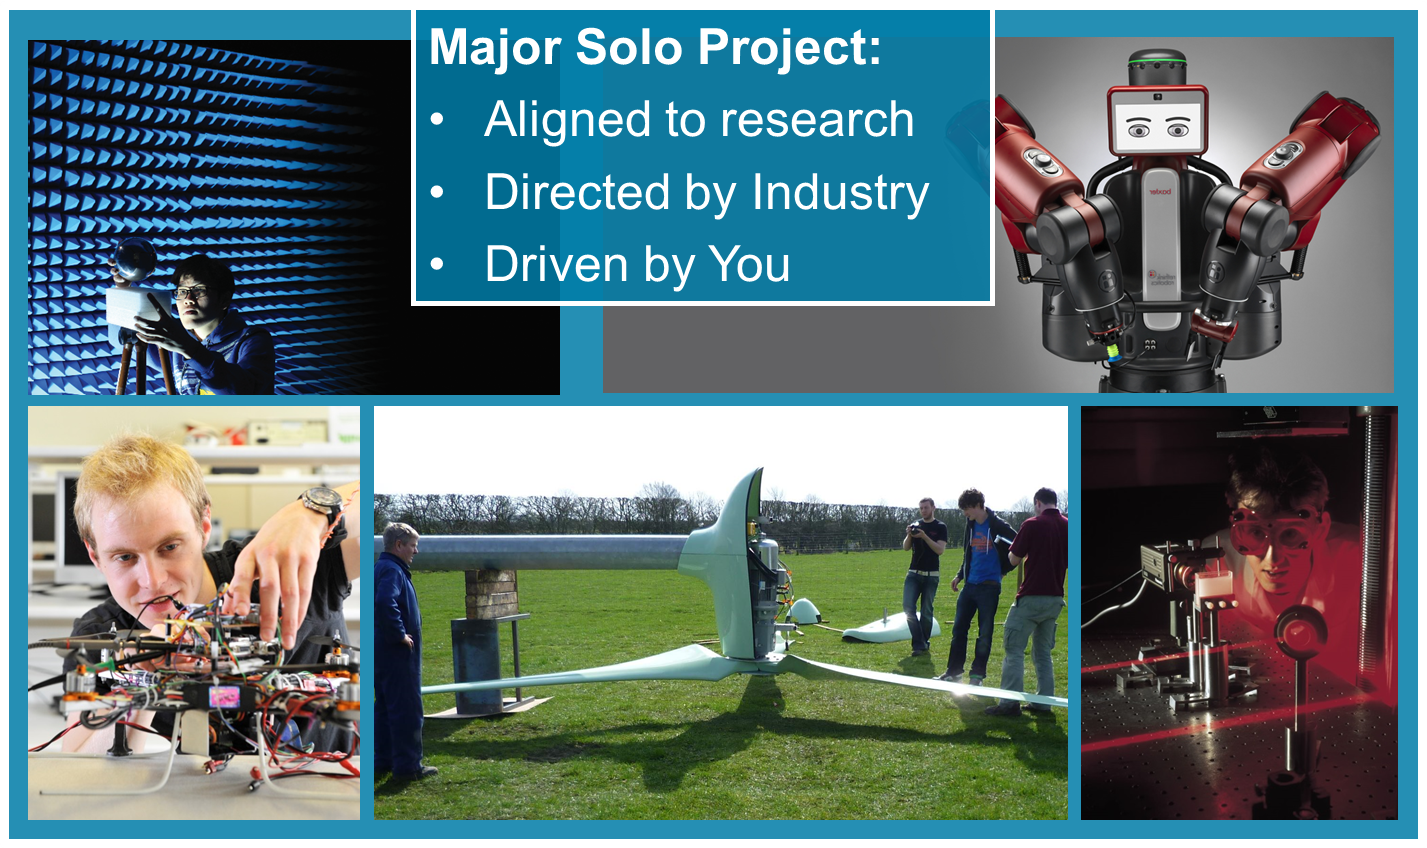 Major Solo Project:
• Aligned to research
• Directed by Industry
• Driven by You